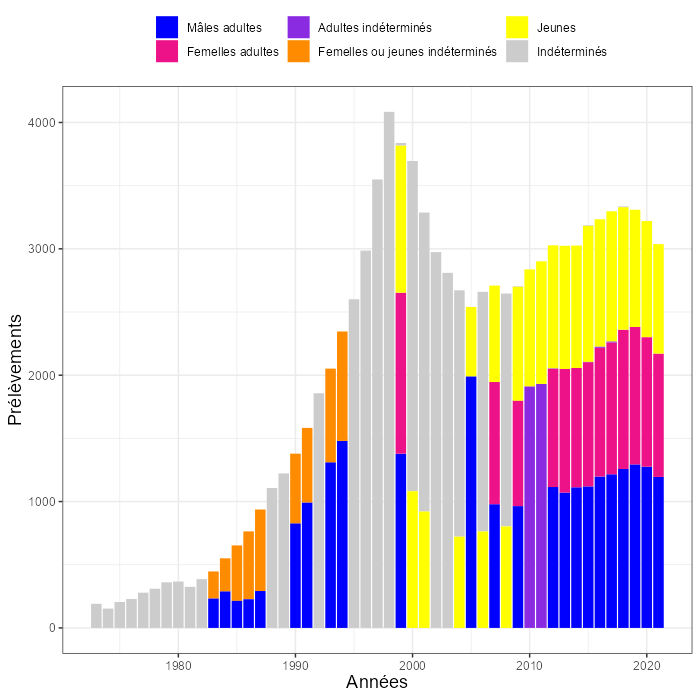 Mâles adultes Adultes indéterminés Jeunes
Femelles adultes Femelles ou jeunes indéterminés Indéterminés
4000
3000
2000
1000
0
Prélèvements
1980 1990 2000 2010 2020
Années